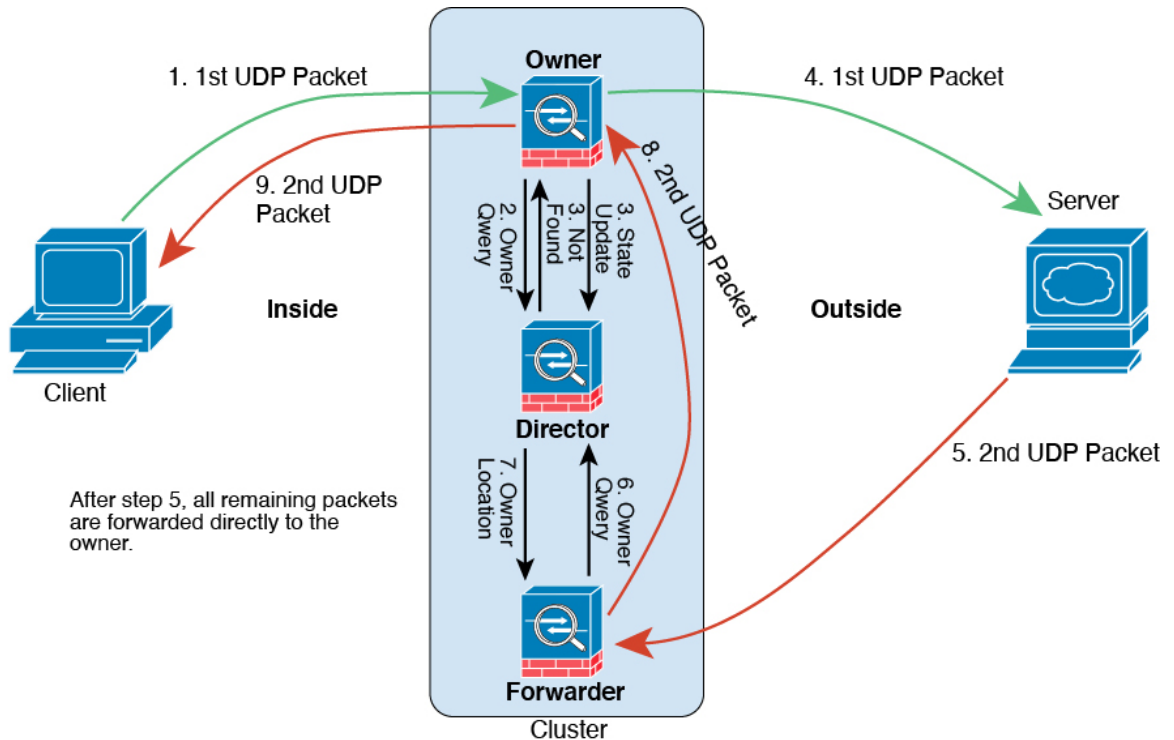 Owner
1. 1st UDP Packet
4. 1st UDP Packet
9. 2nd UDP
Packet
2. Owner
Qwery
3. Not
Found
3. State
Update
8. 2nd UDP Packet
Server
Inside
Outside
Client
Director
5. 2nd UDP Packet
7. Owner
Location
6. Owner
Qwery
After step 5, all remaining packets
are forwarded directly to the
owner.
Forwarder
Cluster